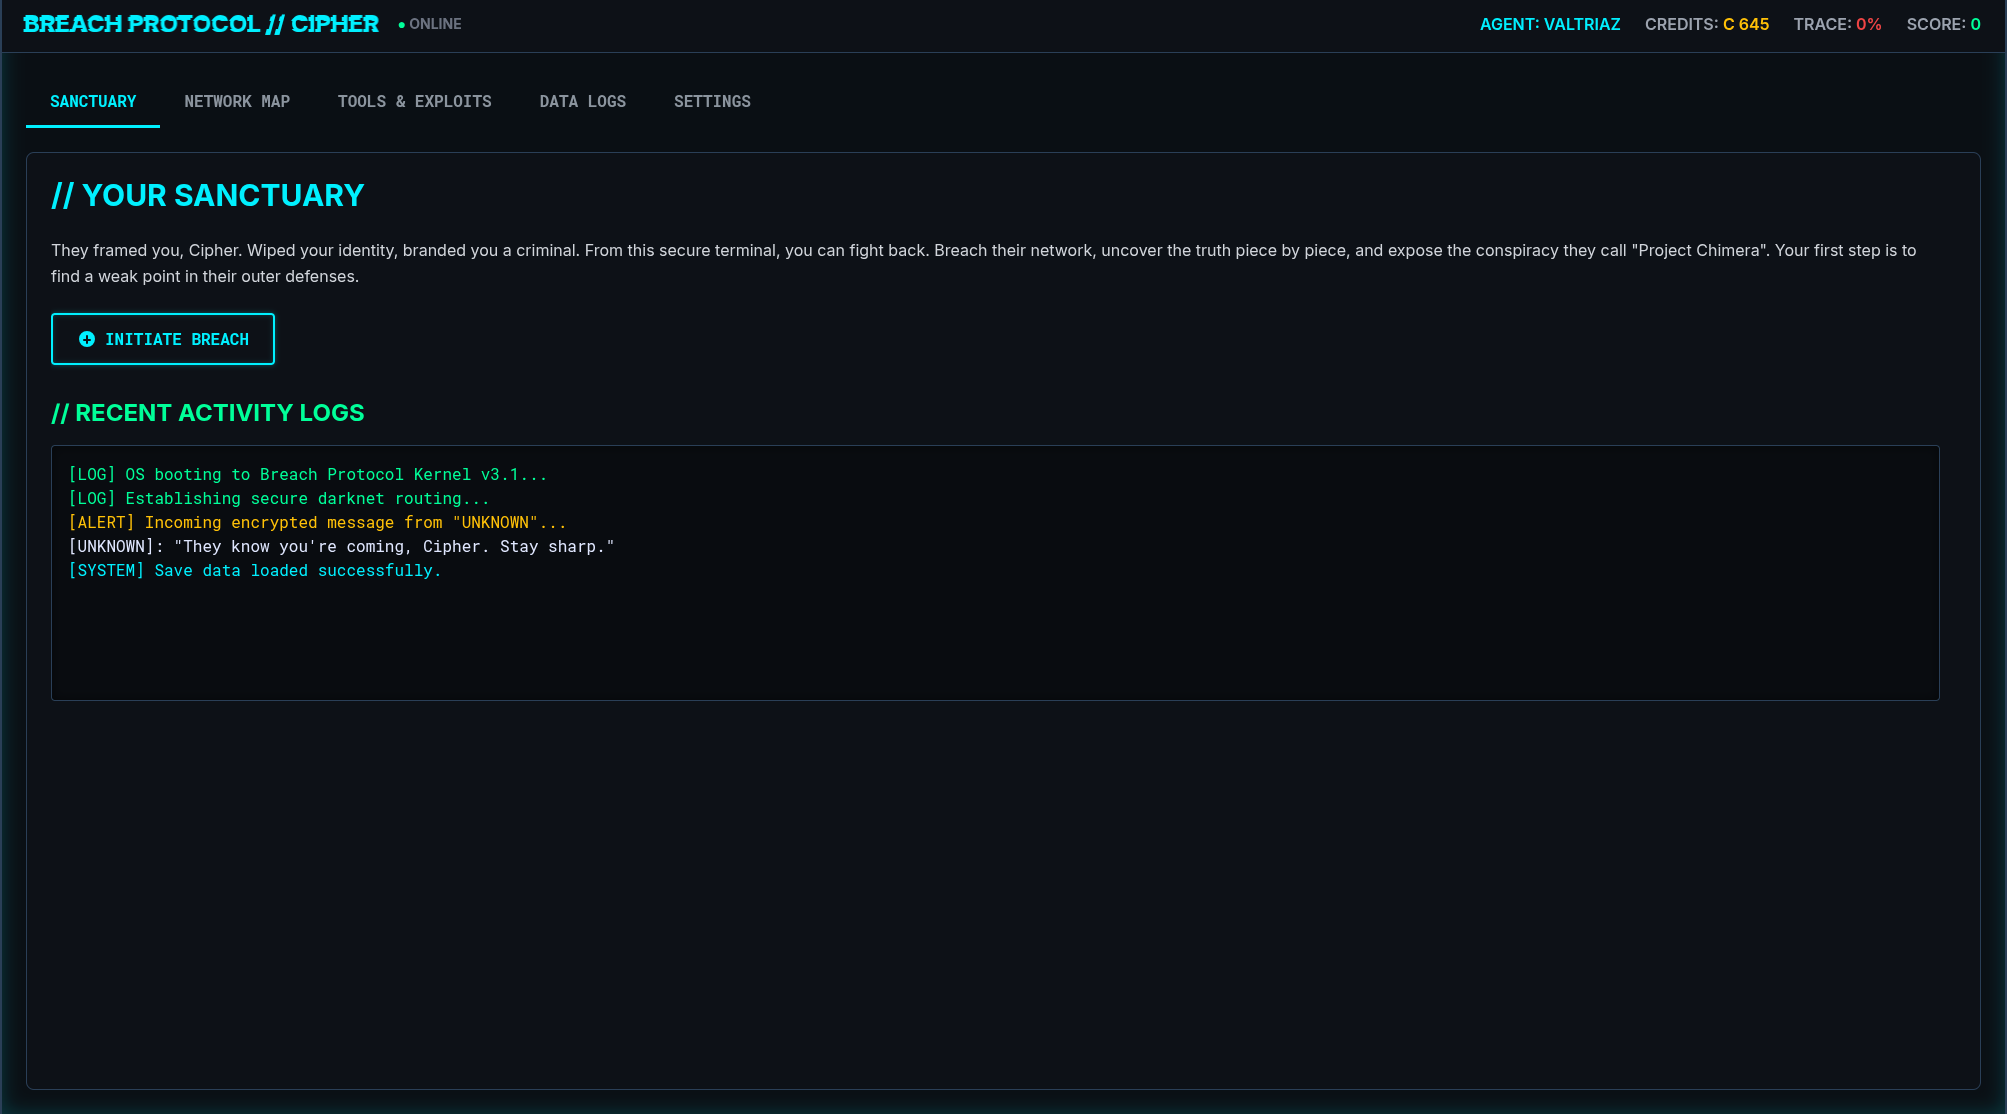 BREACH PROTOCOL // CIPHER ● ONLINE
AGENT: VALTRIAZ CREDITS: C 645 TRACE: 0% SCORE: 0
SANCTUARY NETWORK MAP TOOLS & EXPLOITS DATA LOGS SETTINGS
// YOUR SANCTUARY
They framed you, Cipher. Wiped your identity, branded you a criminal. From this secure terminal, you can fight back. Breach their network, uncover the truth piece by piece, and expose the conspiracy they call "Project Chimera". Your first step is to
find a weak point in their outer defenses.
INITIATE BREACH
// RECENT ACTIVITY LOGS
[LOG] OS booting to Breach Protocol Kernel v3.1...
[LOG] Establishing secure darknet routing...
[ALERT] Incoming encrypted message from "UNKNOWN"...
[UNKNOWN]: "They know you're coming, Cipher. Stay sharp."
[SYSTEM] Save data loaded successfully.